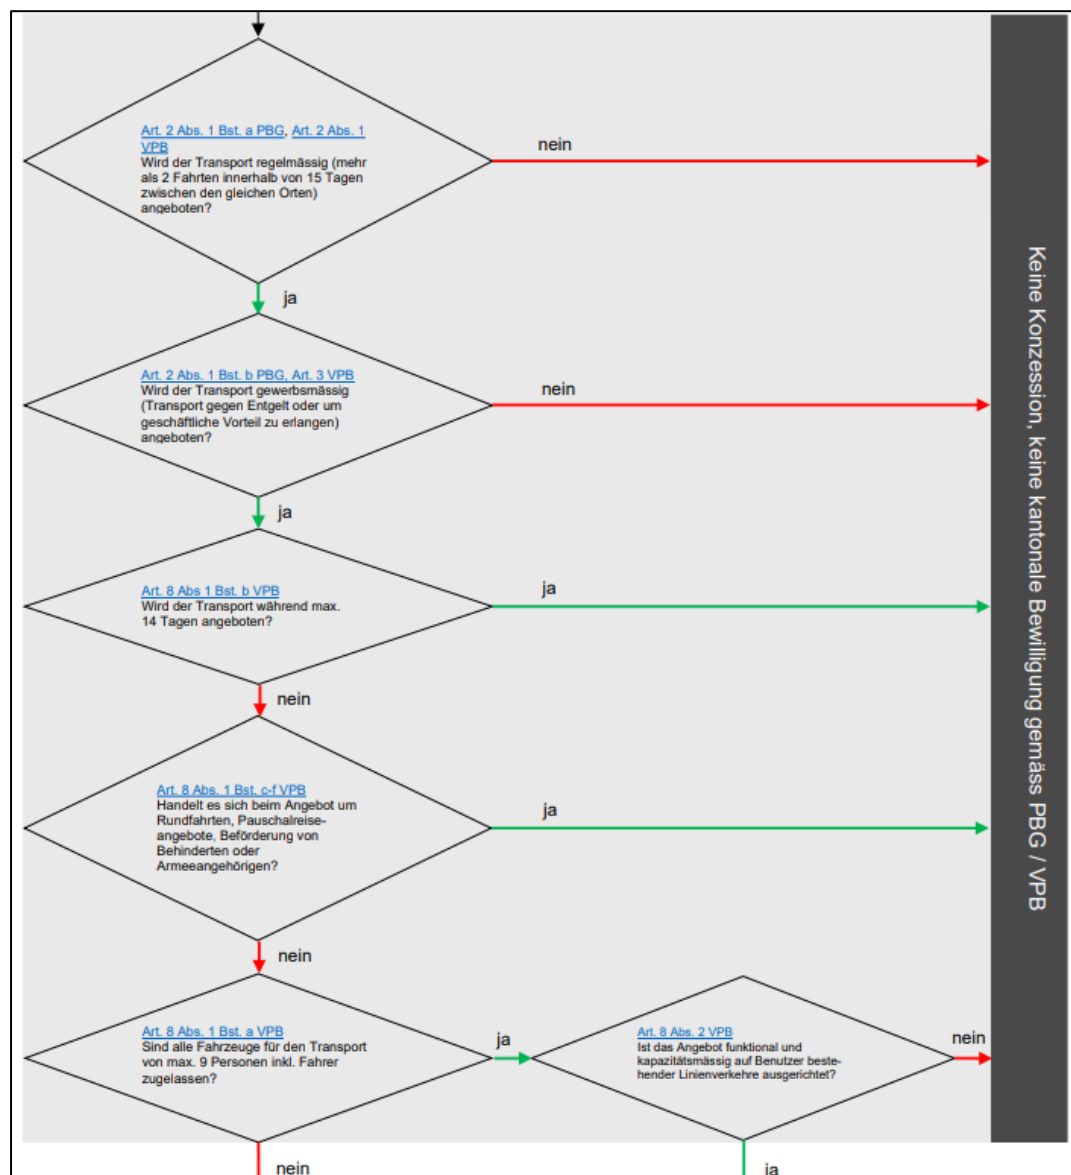 Art. 2 Abs. 1 Bst. a PBG, Art. 2 Abs. 1
VPB
Wird der Transport regelmässig (mehr
als 2 Fahrten innerhalb von 15 Tagen
zwischen den gleichen Orten)
angeboten?
nein
ja
Art. 2 Abs. 1 Bst. b PBG, Art. 3 VPB
Wird der Transport gewerbsmässig
(Transport gegen Entgelt oder um
geschäftliche Vorteil zu erlangen)
angeboten?
nein
ja
Art. 8 Abs 1 Bst. b VPB
Wird der Transport während max.
14 Tagen angeboten?
ja
nein
Art. 8 Abs. 1 Bst. c-f VPB
Handelt es sich beim Angebot um
Rundfahrten, Pauschalreise-
angebote, Beförderung von
Behinderten oder
Armeeangehörigen?
ja
nein
Art. 8 Abs. 1 Bst. a VPB
Sind alle Fahrzeuge für den Transport
von max. 9 Personen inkl. Fahrer
zugelassen?
ja
nein
Art. 8 Abs. 2 VPB
Ist das Angebot funktional und
kapazitätsmässig auf Benutzer beste-
hender Linienverkehre ausgerichtet?
nein
ja
Keine Konzession, keine kantonale Bewilligung gemäss PBG / VPB